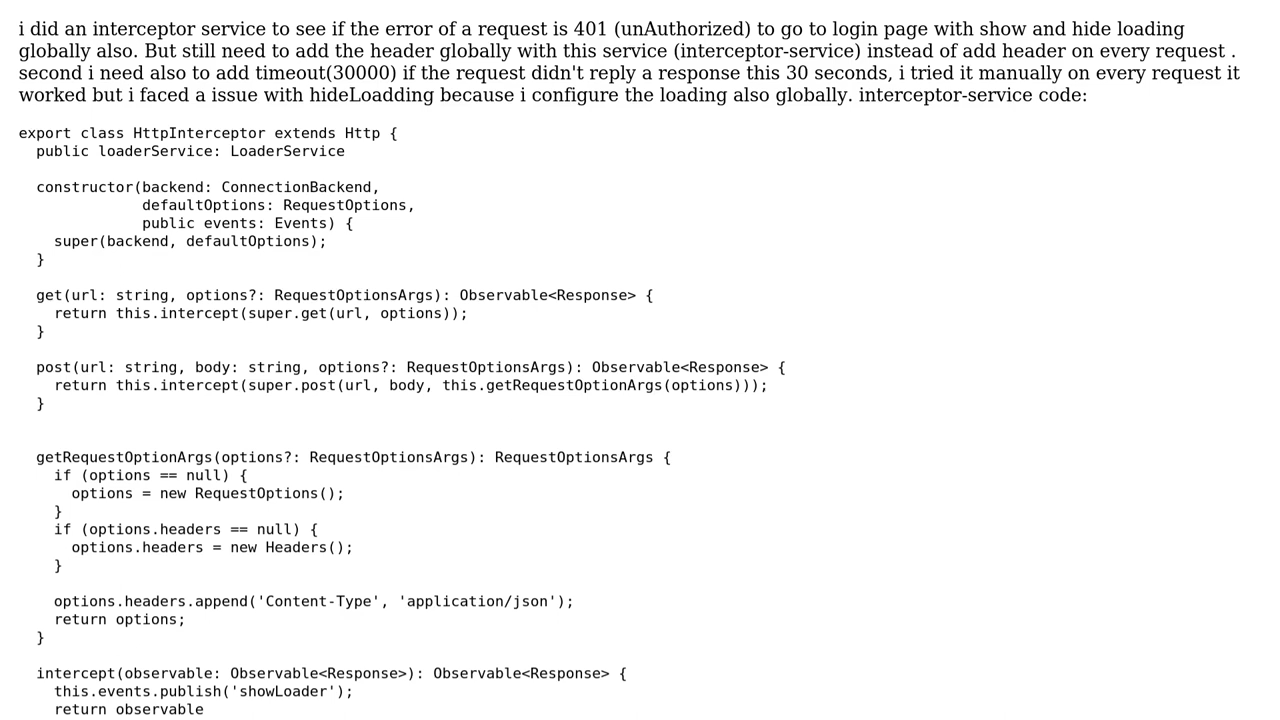 i did an interceptor service to see if the error of a request is 401 (unAuthorized) to go to login page with show and hide loading
globally also. But still need to add the header globally with this service (interceptor-service) instead of add header on every request .
second i need also to add timeout(30000) if the request didn't reply a response this 30 seconds, i tried it manually on every request it
worked but i faced a issue with hideLoadding because i configure the loading also globally. interceptor-service code:
export class HttpInterceptor extends Http {
  public loaderService: LoaderService
  constructor(backend: ConnectionBackend,
              defaultOptions: RequestOptions,
              public events: Events) {
    super(backend, defaultOptions);
  }
  get(url: string, options?: RequestOptionsArgs): Observable<Response> {
    return this.intercept(super.get(url, options));
  }
  post(url: string, body: string, options?: RequestOptionsArgs): Observable<Response> {
    return this.intercept(super.post(url, body, this.getRequestOptionArgs(options)));
  }
  getRequestOptionArgs(options?: RequestOptionsArgs): RequestOptionsArgs {
    if (options == null) {
      options = new RequestOptions();
    }
    if (options.headers == null) {
      options.headers = new Headers();
    }
    options.headers.append('Content-Type', 'application/json');
    return options;
  }
  intercept(observable: Observable<Response>): Observable<Response> {
    this.events.publish('showLoader');
    return observable